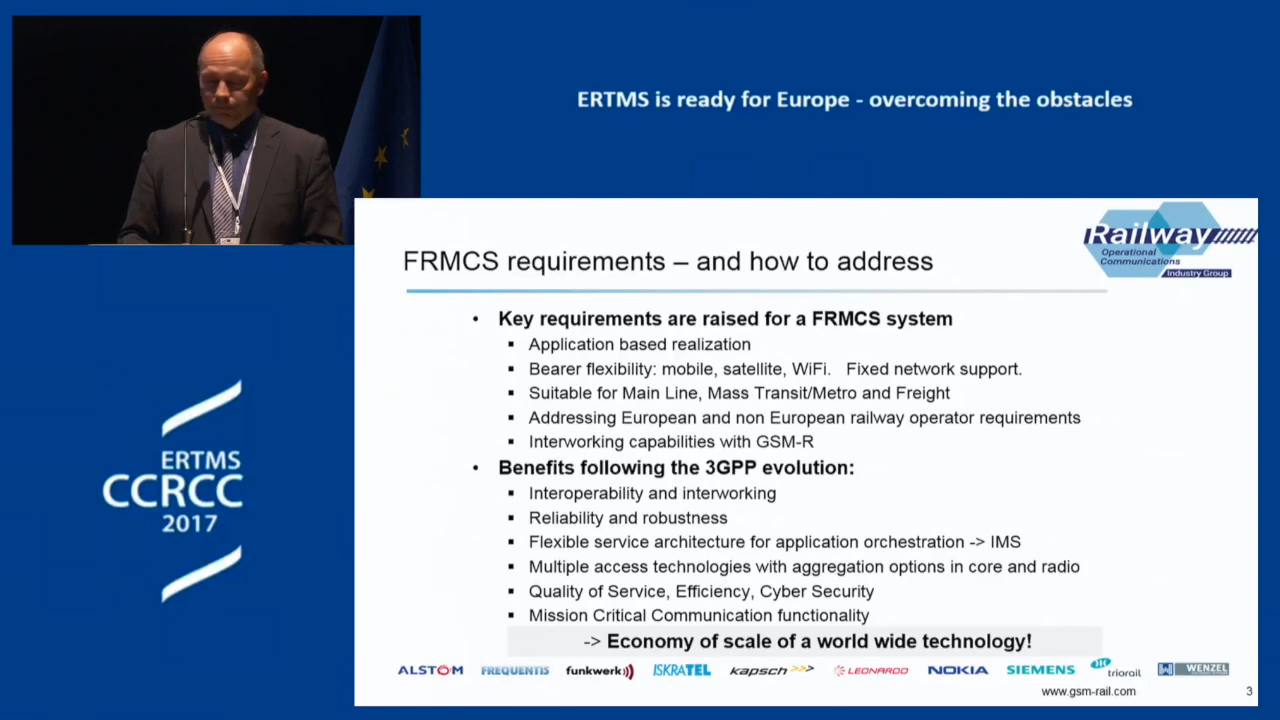 ERTMS is ready for Europe - overcoming the obstacles
Railway
Operational
Communications
Industry Group
FRMCS requirements – and how to address
• Key requirements are raised for a FRMCS system
▪ Application based realization
▪ Bearer flexibility: mobile, satellite, WiFi. Fixed network support.
▪ Suitable for Main Line, Mass Transit/Metro and Freight
▪ Addressing European and non European railway operator requirements
▪ Interworking capabilities with GSM-R
• Benefits following the 3GPP evolution:
▪ Interoperability and interworking
▪ Reliability and robustness
▪ Flexible service architecture for application orchestration -> IMS
▪ Multiple access technologies with aggregation options in core and radio
▪ Quality of Service, Efficiency, Cyber Security
▪ Mission Critical Communication functionality
-> Economy of scale of a world wide technology!
ALSTOM FREQUENTIS funkwerk ISKRATEL kapsch LEONARDO NOKIA SIEMENS triorail WENZEL
www.gsm-rail.com 3
ERTMS
CCRCC
2017